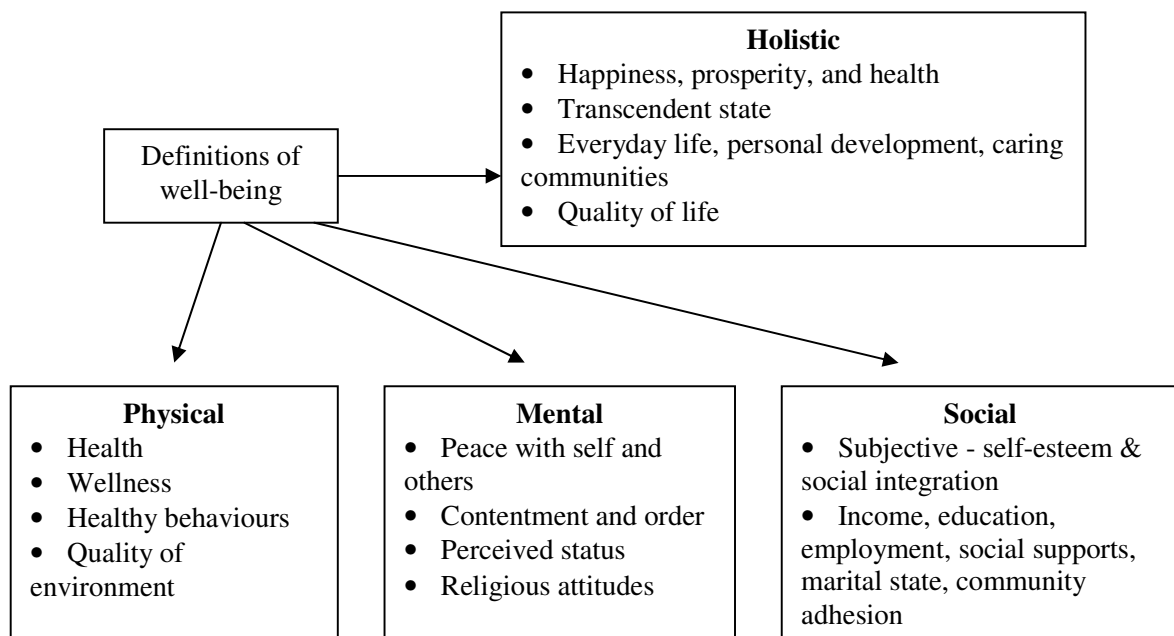 Holistic
• Happiness, prosperity, and health
• Transcendent state
• Everyday life, personal development, caring
communities
• Quality of life
Definitions of
well-being
Physical
• Health
• Wellness
• Healthy behaviours
• Quality of
environment
Mental
• Peace with self and
others
• Contentment and order
• Perceived status
• Religious attitudes
Social
• Subjective - self-esteem &
social integration
• Income, education,
employment, social supports,
marital state, community
adhesion